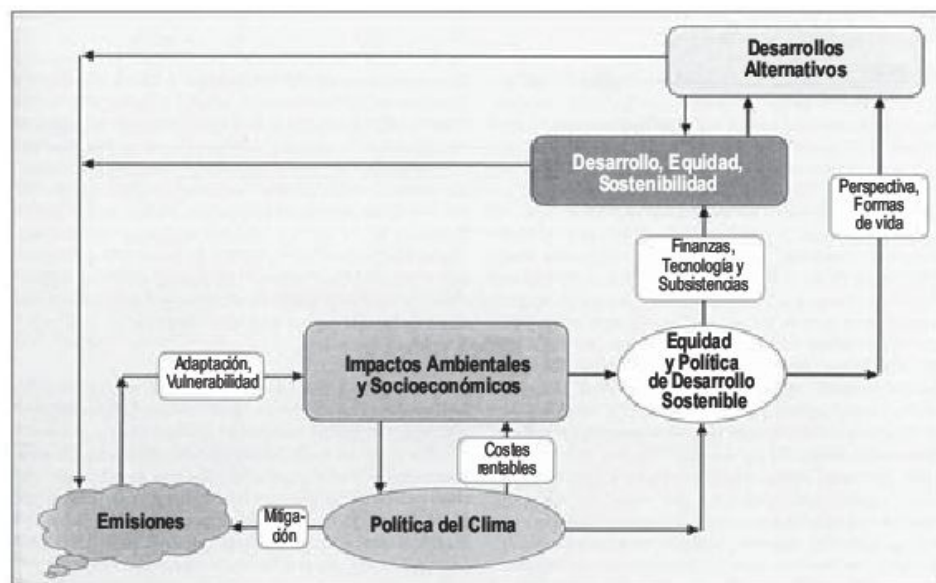 Desarrollos
Alternativos
Desarrollo, Equidad,
Sostenibilidad
Perspectiva,
Formas
de vida
Finanzas,
Tecnología y
Subsistencias
Equidad
y Política
de Desarrollo
Sostenible
Impactos Ambientales
y Socioeconómicos
Adaptación,
Vulnerabilidad
Costes
rentables
Emisiones
Mitiga-
ción
Política del Clima